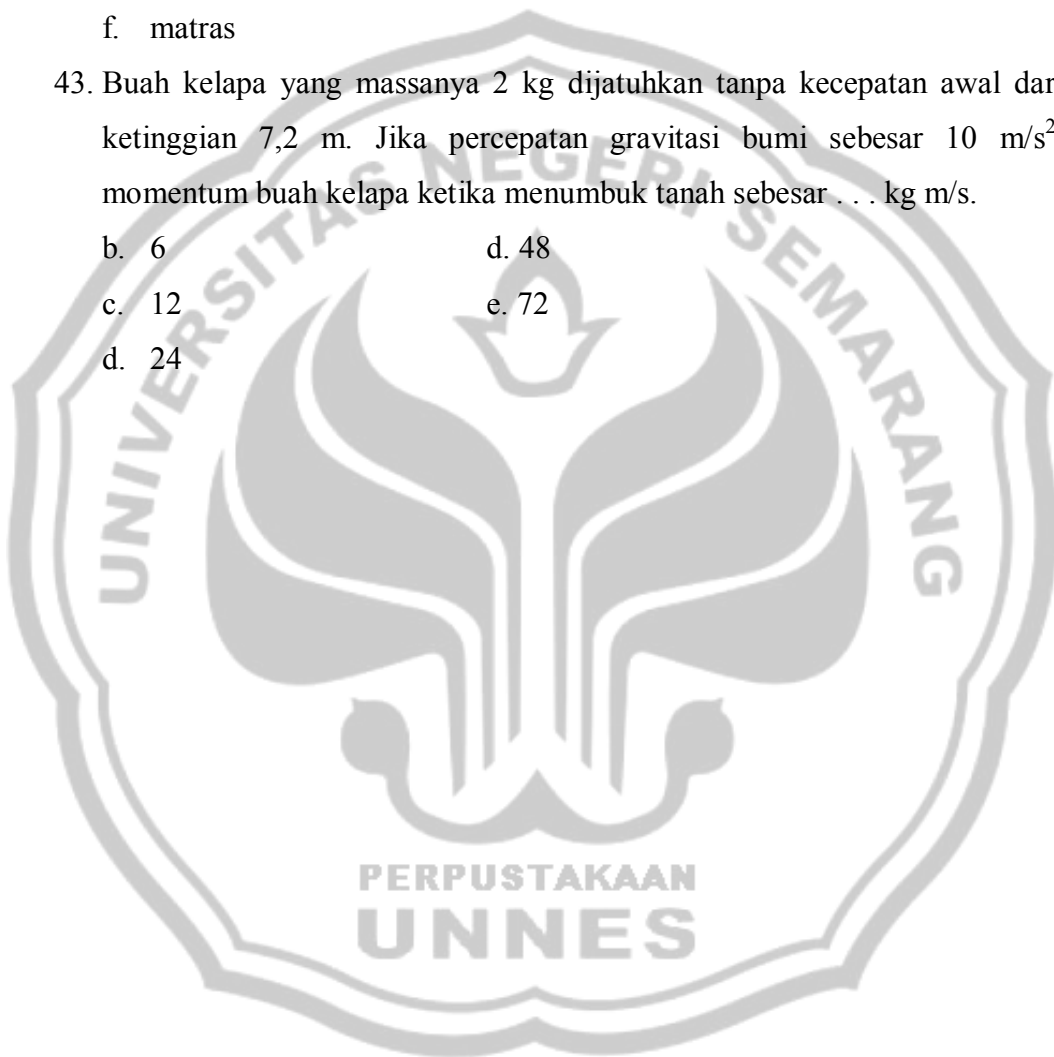 f. matras
43. Buah kelapa yang massanya 2 kg dijatuhkan tanpa kecepatan awal dar
ketinggian 7,2 m. Jika percepatan gravitasi bumi sebesar 10 m/s²
momentum buah kelapa ketika menumbuk tanah sebesar . . . kg m/s.
b. 6 d. 48
c. 12 e. 72
d. 24
UNIVERSITAS NEGERI SEMARANG
PERPUSTAKAAN
UNNES